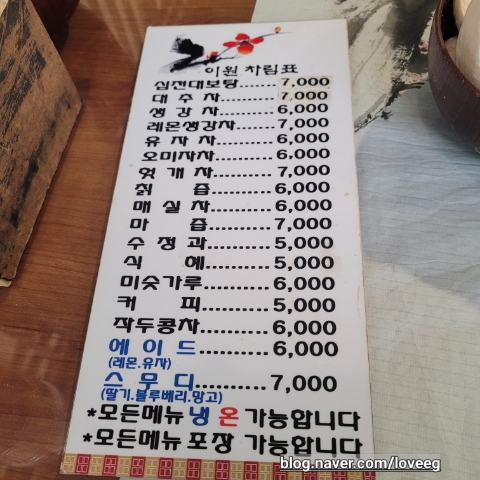 이원 차림표
십전대보탕......7,000
대 추 차.........7,000
생 강 차.........6,000
레몬생강차......7,000
유 자 차.........6,000
오미자차.........6,000
헛 개 차.........7,000
칡 즙.........6,000
매 실 차.........6,000
마 즙.........7,000
수 정 과.........5,000
식 혜.........5,000
미숫가루.........6,000
커 피.........5,000
작두콩차.........6,000
에 이 드.........6,000
(레몬.유자)
스 무 디.........7,000
(딸기.블루베리.망고)
*모든메뉴 냉 온 가능합니다
*모든메뉴 포장 가능합니다
blog.naver.com/loveeg